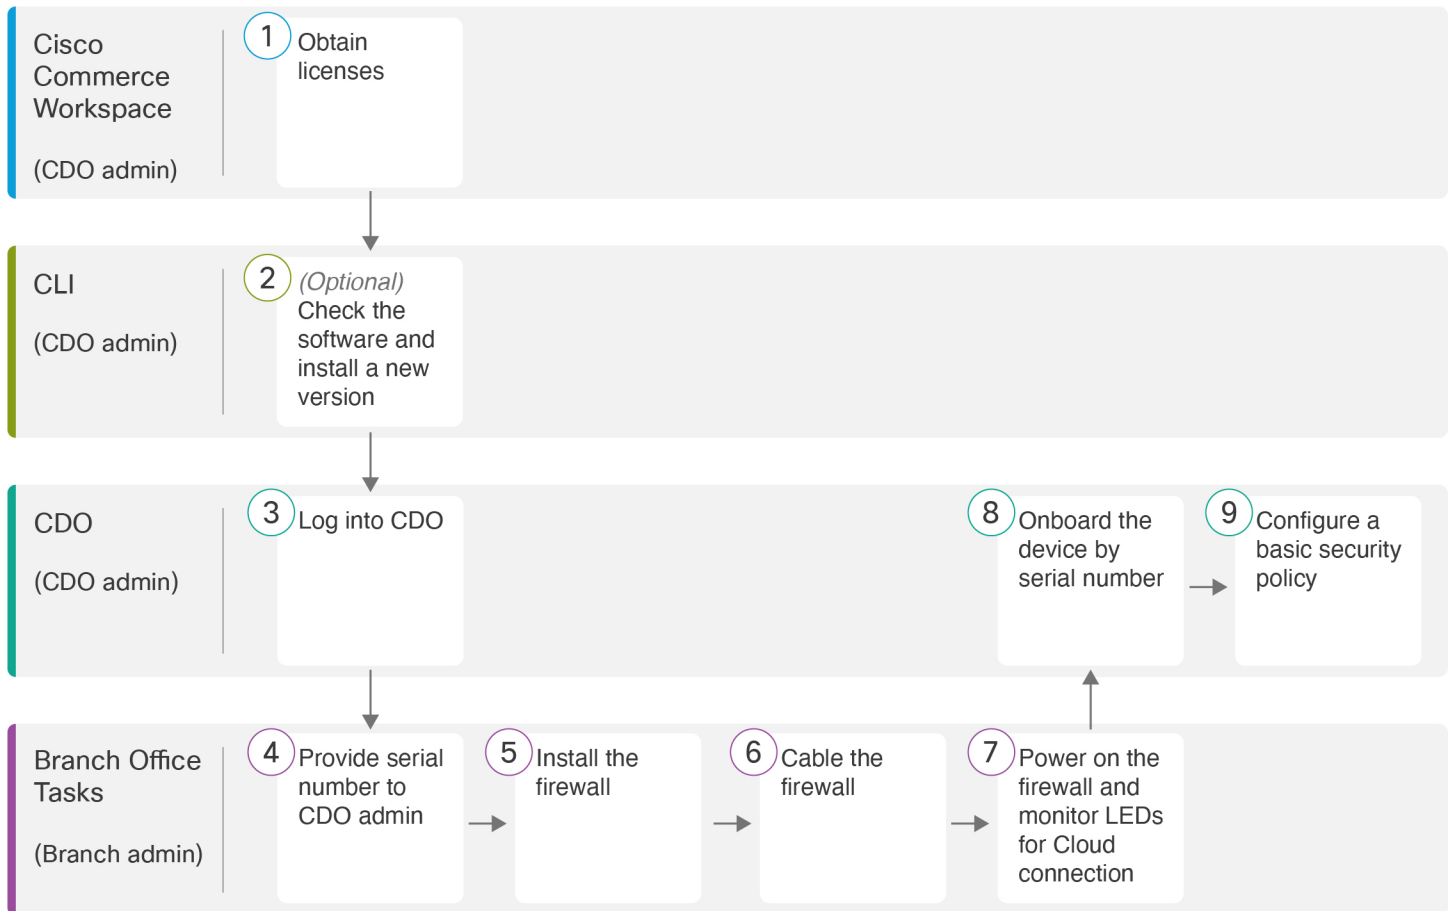 Cisco
Commerce
Workspace
(CDO admin)
1
Obtain
licenses
CLI
(CDO admin)
2
(Optional)
Check the
software and
install a new
version
CDO
(CDO admin)
3
Log into CDO
8
Onboard the
device by
serial number
9
Configure a
basic security
policy
Branch Office
Tasks
(Branch admin)
4
Provide serial
number to
CDO admin
5
Install the
firewall
6
Cable the
firewall
7
Power on the
firewall and
monitor LEDs
for Cloud
connection